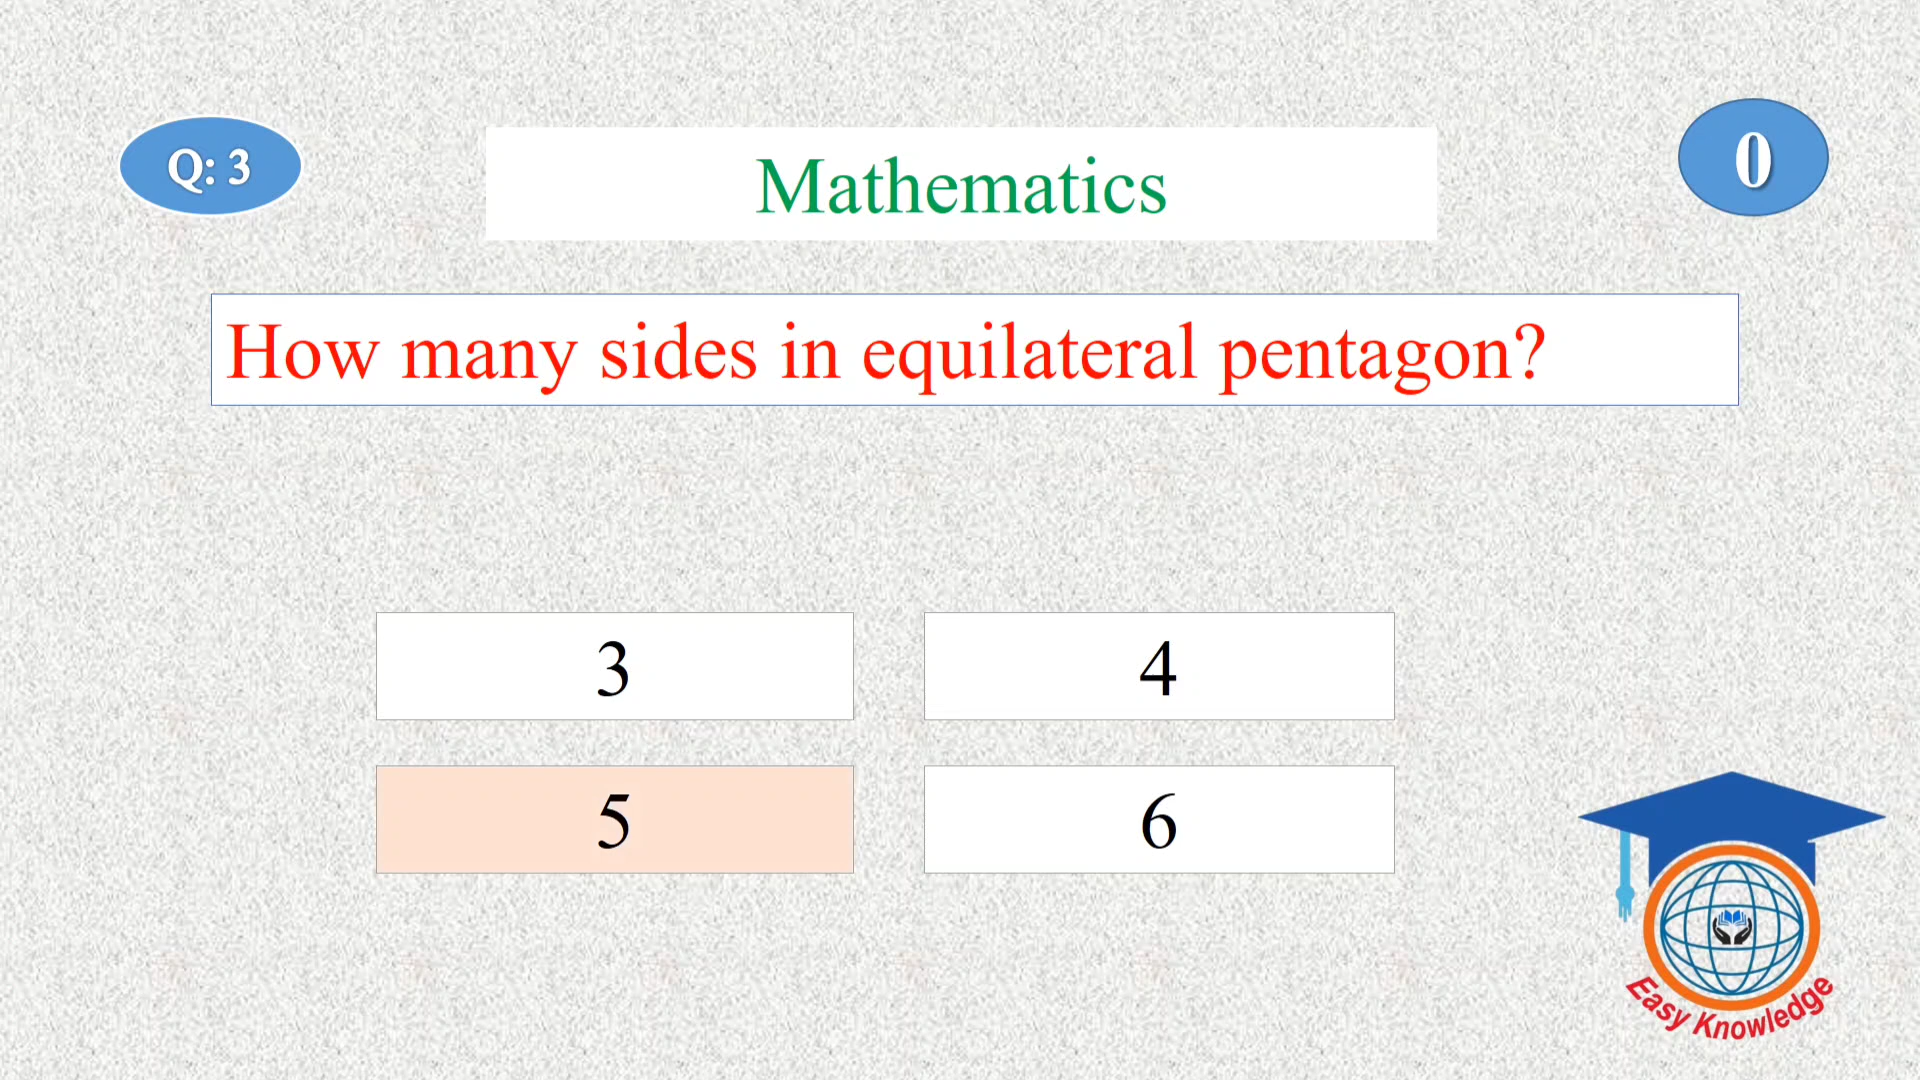 Q: 3
Mathematics
0
How many sides in equilateral pentagon?
3
4
5
6
Easy Knowledge